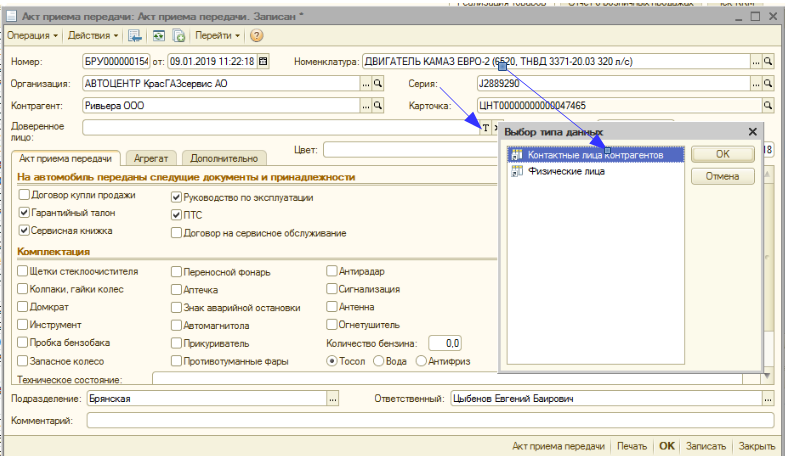 Акт приема передачи: Акт приема передачи. Записан *
Операция Действия Перейти
Номер: БРУ000000154 от: 09.01.2019 11:22:18 Номенклатура: ДВИГАТЕЛЬ КАМАЗ ЕВРО-2 (6520, ТНВД 3371-20.03 320 л/с)
Организация: АВТОЦЕНТР КрасГАЗсервис АО ... Серия: J2889290 ...
Контрагент: Ривьера ООО ... Карточка: ЦНТ00000000000047465
Доверенное лицо: T
Выбор типа данных
Контактные лица контрагентов
Физические лица
OK
Отмена
Цвет: 18
Акт приема передачи Агрегат Дополнительно
На автомобиль переданы следущие документы и принадлежности
Договор купли продажи Руководство по эксплуатации
Гарантийный талон ПТС
Сервисная книжка Договор на сервисное обслуживание
Комплектация
Щетки стеклоочистителя Переносной фонарь Антирадар
Колпаки, гайки колес Аптечка Сигнализация
Домкрат Знак аварийной остановки Антенна
Инструмент Автомагнитола Огнетушитель
Пробка бензобака Прикуриватель Количество бензина: 0,0
Запасное колесо Противотуманные фары Тосол Вода Антифриз
Техническое состояние:
Подразделение: Брянская ... Ответственный: Цыбенов Евгений Баирович ...
Комментарий:
Акт приема передачи Печать OK Записать Закрыть